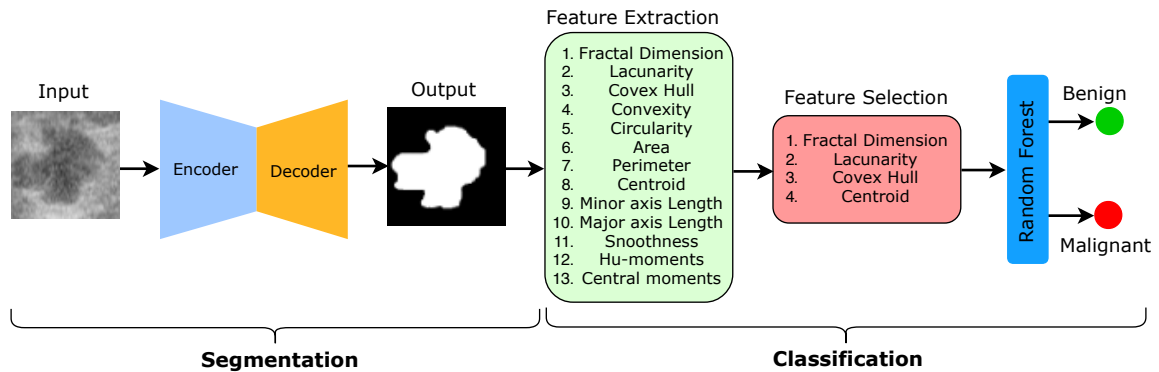 Input
Encoder
Decoder
Output
Feature Extraction
1. Fractal Dimension
2. Lacunarity
3. Covex Hull
4. Convexity
5. Circularity
6. Area
7. Perimeter
8. Centroid
9. Minor axis Length
10. Major axis Length
11. Snoothness
12. Hu-moments
13. Central moments
Feature Selection
1. Fractal Dimension
2. Lacunarity
3. Covex Hull
4. Centroid
Random Forest
Benign
Malignant
Segmentation
Classification